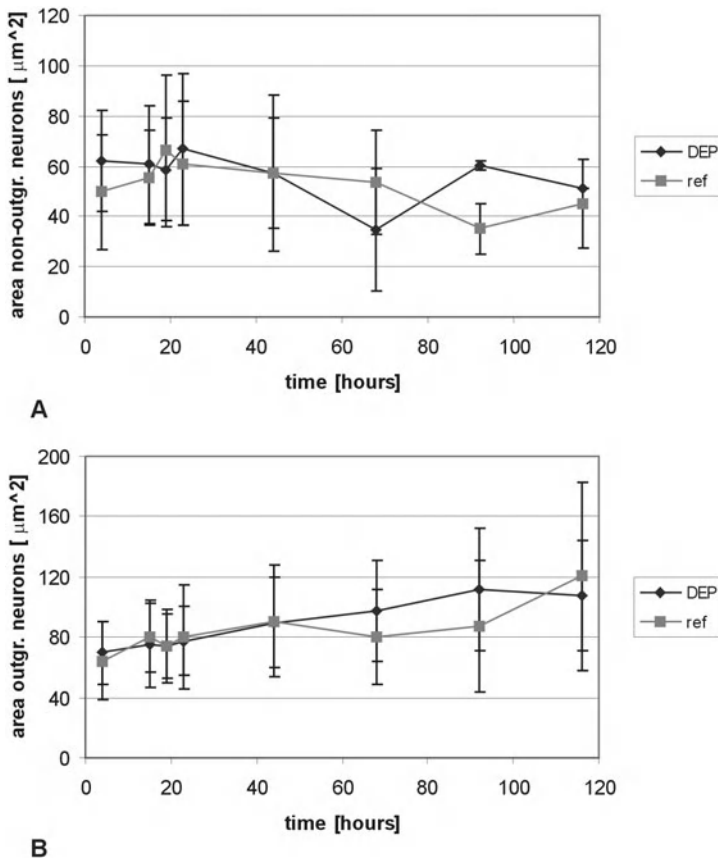 120
100
80
60
40
20
0
area non-outgr. neurons [ μm^2]
0 20 40 60 80 100 120
time [hours]
DEP
ref
A
200
160
120
80
40
0
area outgr. neurons [ μm^2]
0 20 40 60 80 100 120
time [hours]
DEP
ref
B